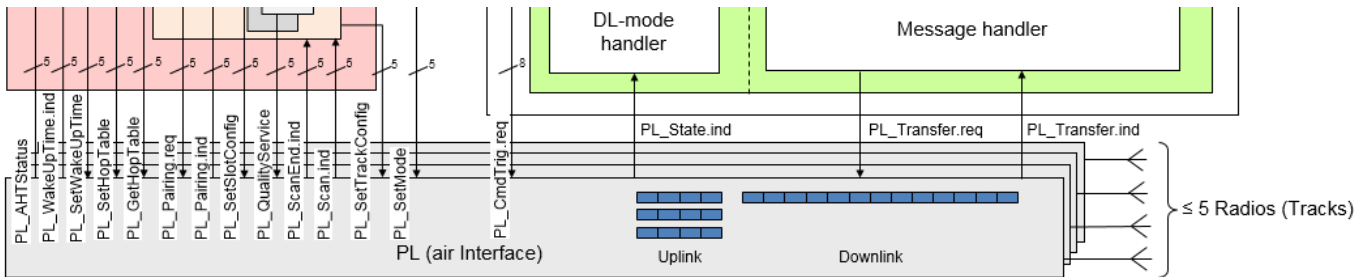 DL-mode
handler
Message handler
5
5
5
5
5
5
5
5
5
5
5
5
5
8
PL_AHTStatus
PL_WakeUpTime.ind
PL_SetWakeUpTime
PL_SetHopTable
PL_GetHopTable
PL_Pairing.req
PL_Pairing.ind
PL_SetSlotConfig
PL_QualityService
PL_ScanEnd.ind
PL_Scan.ind
PL_SetTrackConfig
PL_SetMode
PL_CmdTrig.req
PL_State.ind
PL_Transfer.req
PL_Transfer.ind
≤ 5 Radios (Tracks)
PL (air Interface)
Uplink
Downlink